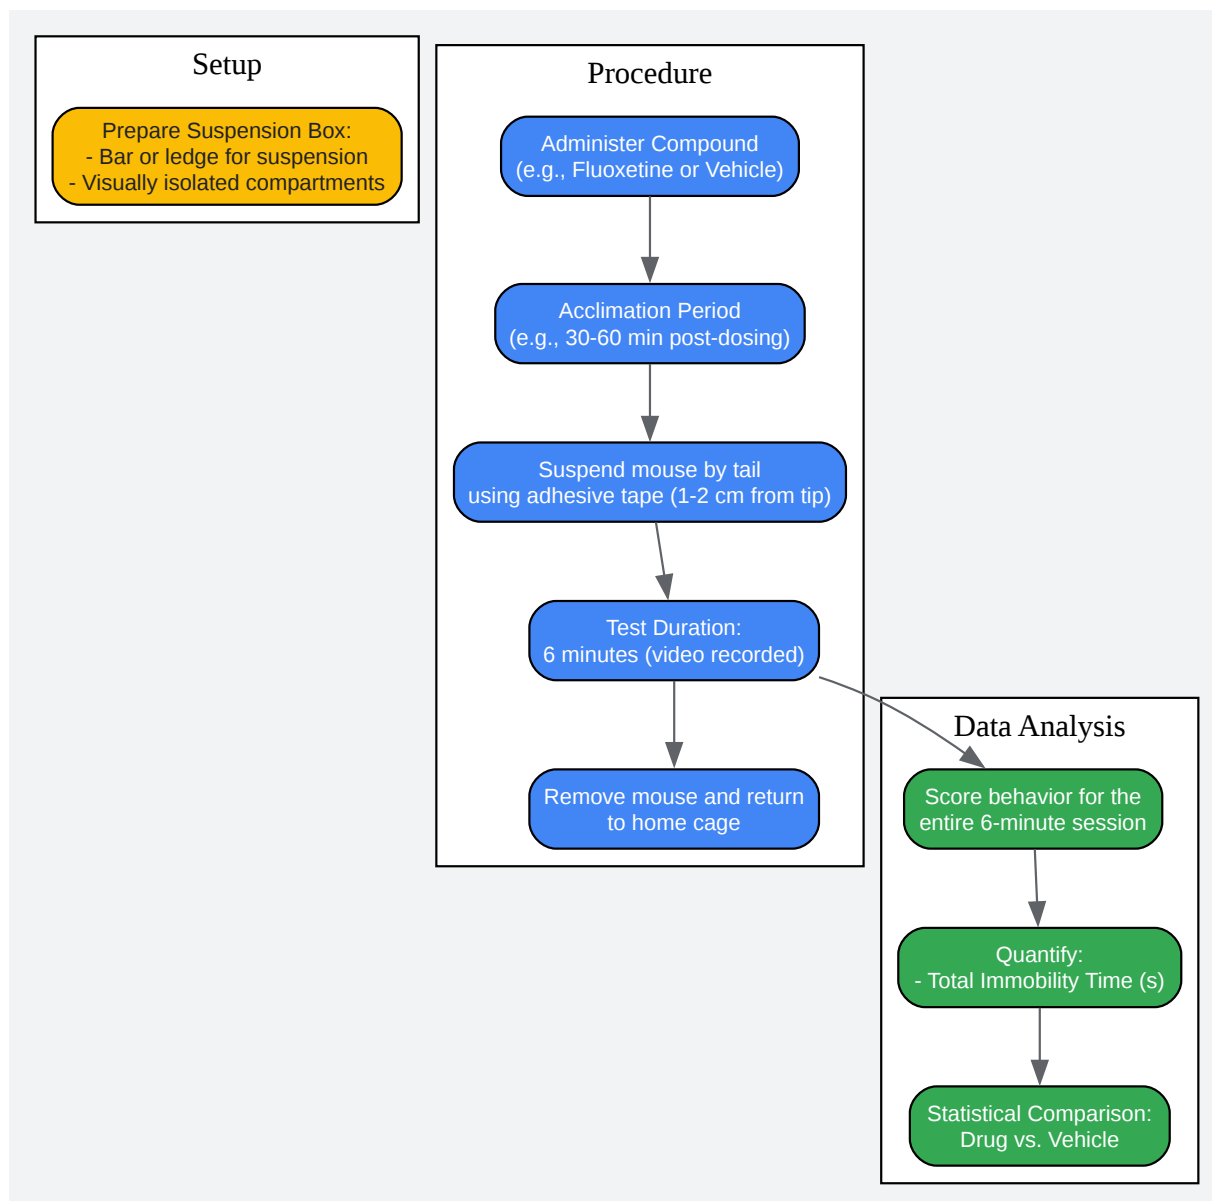 Setup
Prepare Suspension Box:
- Bar or ledge for suspension
- Visually isolated compartments
Procedure
Administer Compound
(e.g., Fluoxetine or Vehicle)
Acclimation Period
(e.g., 30-60 min post-dosing)
Suspend mouse by tail
using adhesive tape (1-2 cm from tip)
Test Duration:
6 minutes (video recorded)
Remove mouse and return
to home cage
Data Analysis
Score behavior for the
entire 6-minute session
Quantify:
- Total Immobility Time (s)
Statistical Comparison:
Drug vs. Vehicle